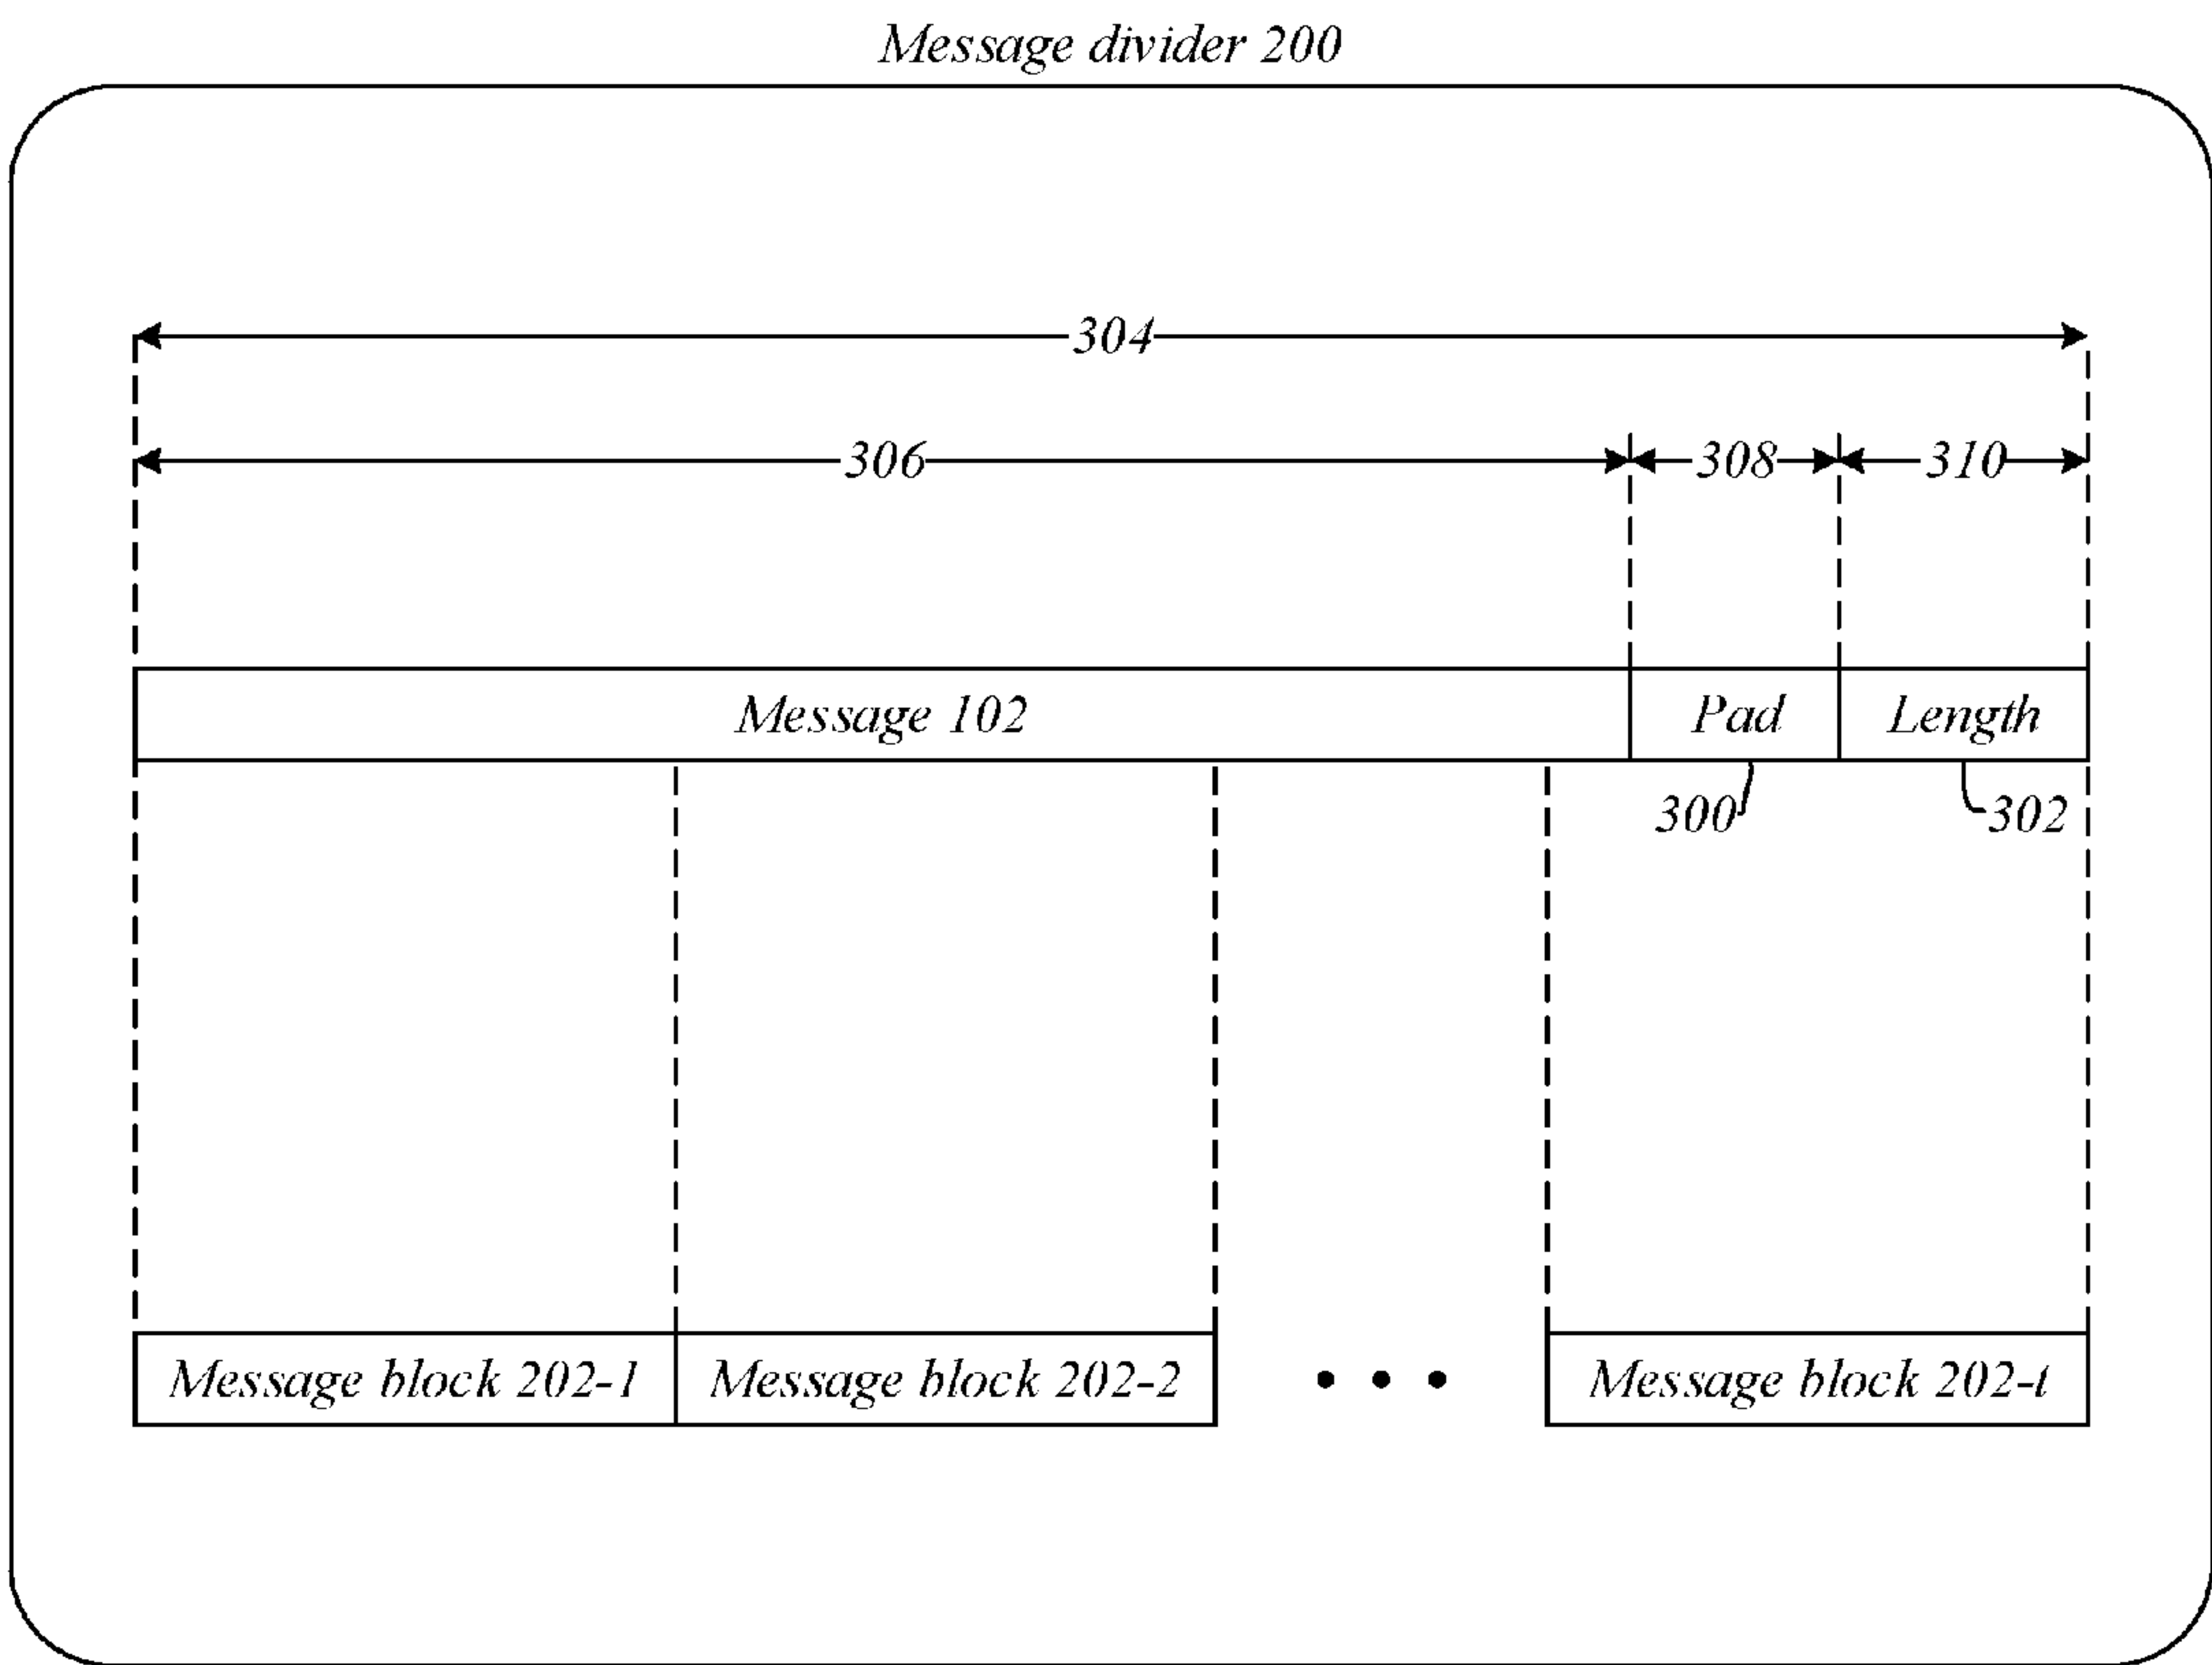 Message divider 200
304
306 308 310
Message 102 Pad Length
300 302
Message block 202-1 Message block 202-2 • • • Message block 202-t